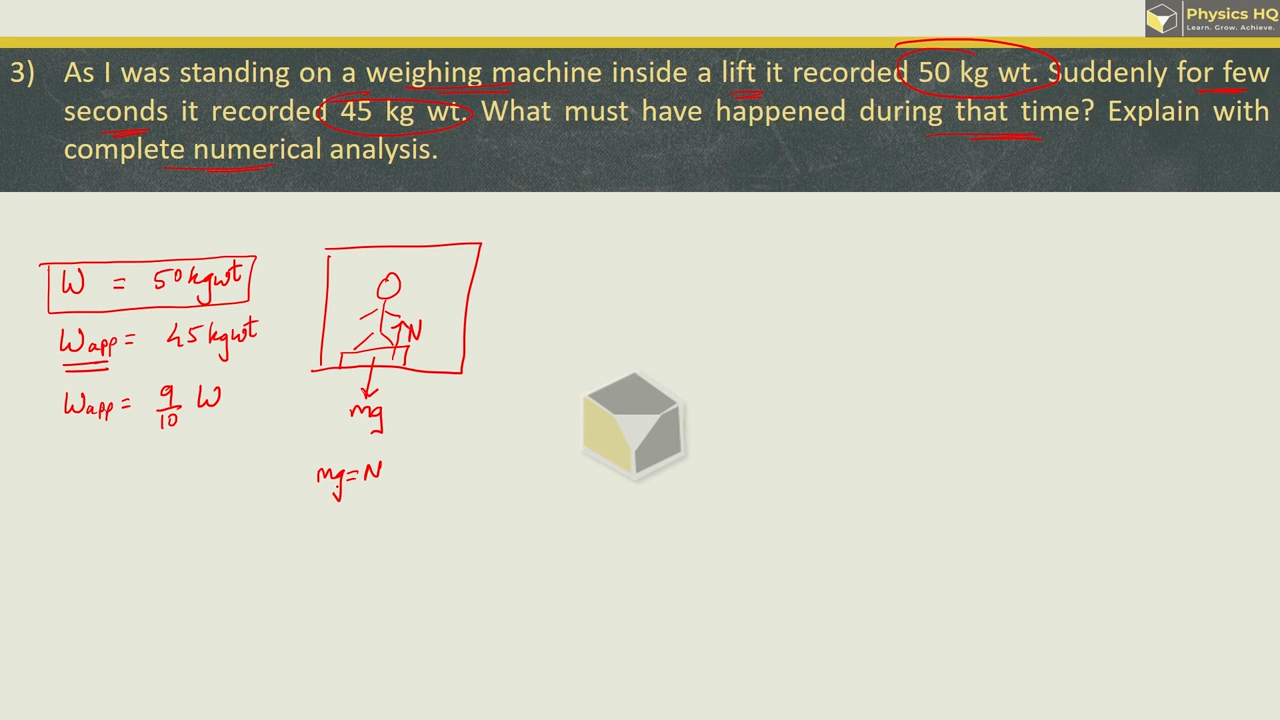 Physics HQ
Learn. Grow. Achieve.
3) As I was standing on a weighing machine inside a lift it recorded 50 kg wt. Suddenly for few
seconds it recorded 45 kg wt. What must have happened during that time? Explain with
complete numerical analysis.
W = 50 kgwt
Wapp = 45 kgwt
Wapp = 9/10 W
N
mg
mg = N